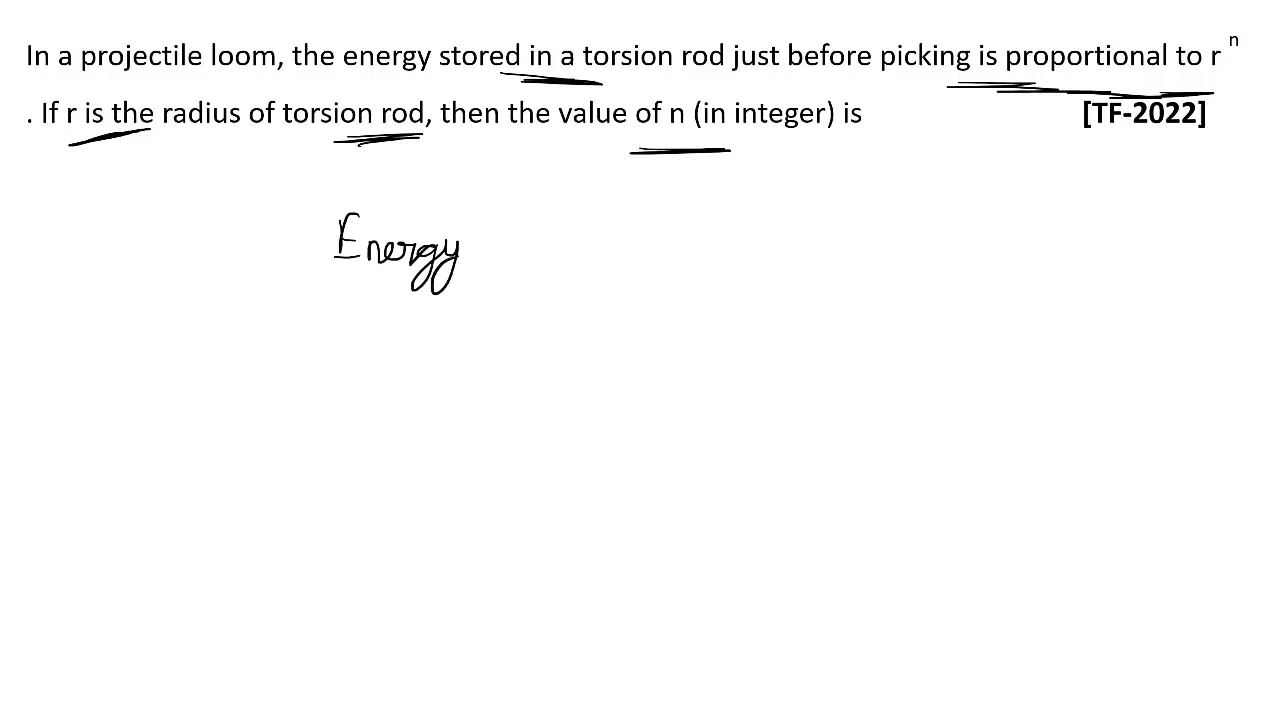 In a projectile loom, the energy stored in a torsion rod just before picking is proportional to r ⁿ
. If r is the radius of torsion rod, then the value of n (in integer) is [TF-2022]
Energy